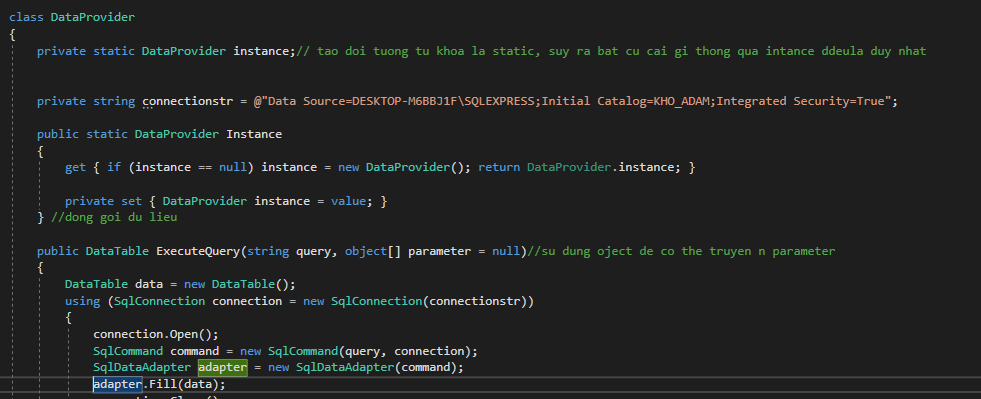 class DataProvider
{
private static DataProvider instance;// tao doi tuong tu khoa la static, suy ra bat cu cai gi thong qua intance ddeula duy nhat
private string connectionstr = @"Data Source=DESKTOP-M6BBJ1F\SQLEXPRESS;Initial Catalog=KHO_ADAM;Integrated Security=True";
public static DataProvider Instance
{
get { if (instance == null) instance = new DataProvider(); return DataProvider.instance; }
private set { DataProvider instance = value; }
} //dong goi du lieu
public DataTable ExecuteQuery(string query, object[] parameter = null)//su dung oject de co the truyen n parameter
{
DataTable data = new DataTable();
using (SqlConnection connection = new SqlConnection(connectionstr))
{
connection.Open();
SqlCommand command = new SqlCommand(query, connection);
SqlDataAdapter adapter = new SqlDataAdapter(command);
adapter.Fill(data);